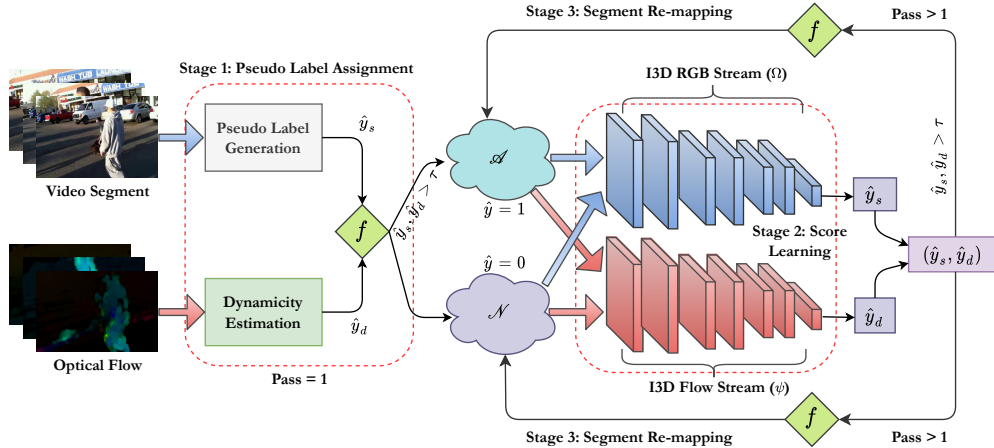 Stage 3: Segment Re-mapping
f
Pass > 1
WASH TUB
Stage 1: Pseudo Label Assignment
I3D RGB Stream (Ω)
Pseudo Label
Generation
ŷ_s
ŷ_s, ŷ_d > τ
𝒜
ŷ = 1
Video Segment
f
ŷ_s, ŷ_d > τ
Stage 2: Score
Learning
ŷ_s
(ŷ_s, ŷ_d)
ŷ = 0
Dynamicity
Estimation
ŷ_d
𝒩
ŷ_d
Optical Flow
Pass = 1
I3D Flow Stream (ψ)
f
Stage 3: Segment Re-mapping
Pass > 1